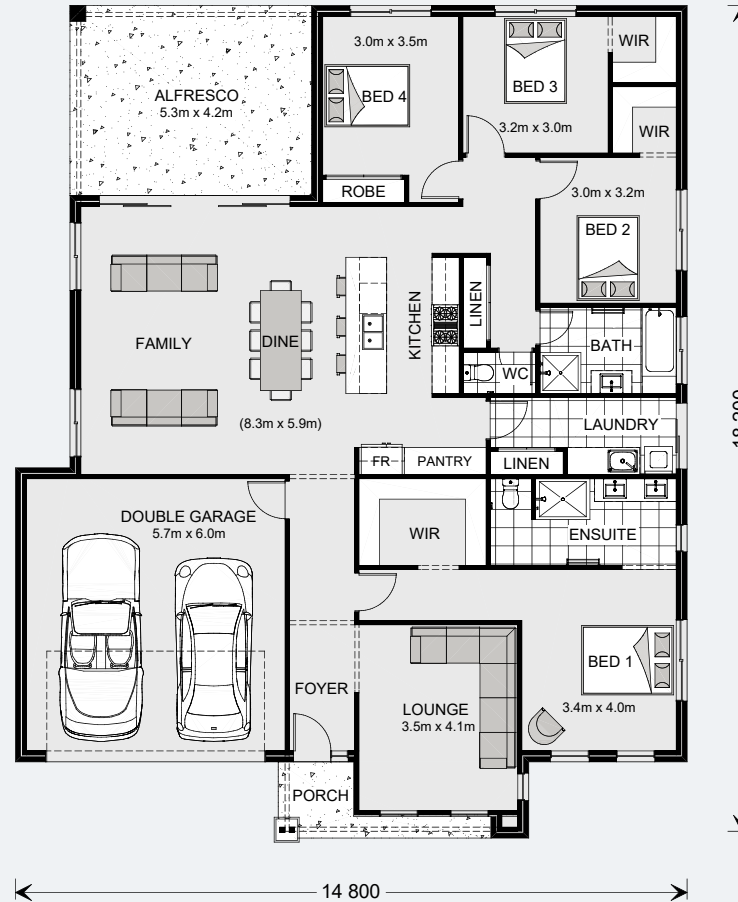 3.0m x 3.5m
BED 4
BED 3
3.2m x 3.0m
WIR
WIR
ALFRESCO
5.3m x 4.2m
ROBE
3.0m x 3.2m
BED 2
LINEN
KITCHEN
FAMILY
DINE
BATH
WC
(8.3m x 5.9m)
LAUNDRY
FR
PANTRY
LINEN
DOUBLE GARAGE
5.7m x 6.0m
WIR
ENSUITE
BED 1
3.4m x 4.0m
FOYER
LOUNGE
3.5m x 4.1m
PORCH
14 800